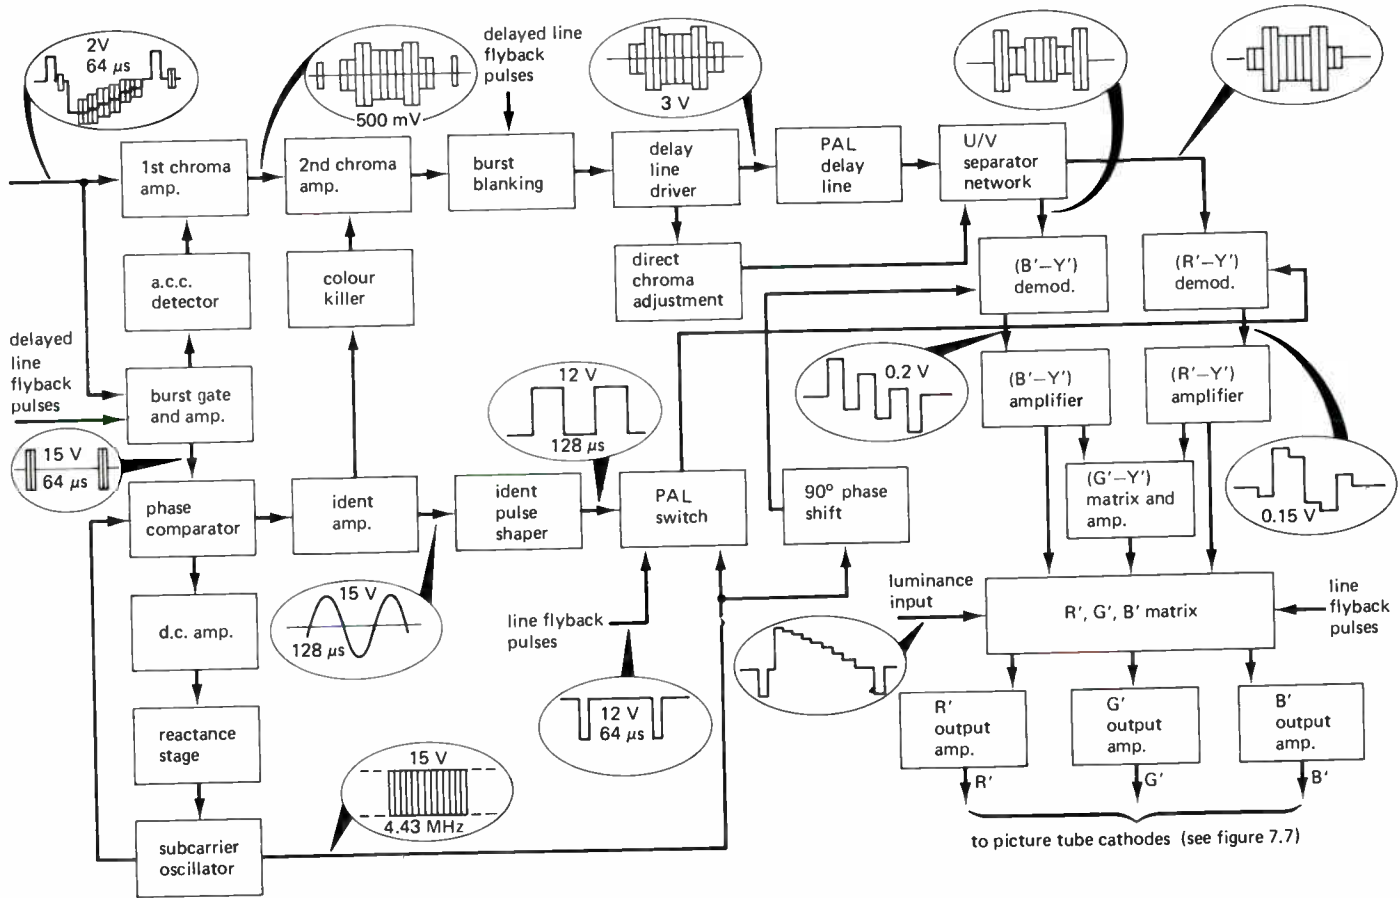 2V
64 µs
500 mV
delayed line
flyback
pulses
3 V
1st chroma
amp.
2nd chroma
amp.
burst
blanking
delay
line
driver
PAL
delay
line
U/V
separator
network
a.c.c.
detector
colour
killer
direct
chroma
adjustment
(B′–Y′)
demod.
(R′–Y′)
demod.
delayed
line
flyback
pulses
burst gate
and amp.
12 V
128 µs
0.2 V
(B′–Y′)
amplifier
(R′–Y′)
amplifier
15 V
64 µs
phase
comparator
ident
amp.
ident
pulse
shaper
PAL
switch
90° phase
shift
(G′–Y′)
matrix and
amp.
0.15 V
15 V
128 µs
d.c. amp.
line flyback
pulses
luminance
input
R′, G′, B′ matrix
line
flyback
pulses
12 V
64 µs
reactance
stage
R′
output
amp.
G′
output
amp.
B′
output
amp.
15 V
4.43 MHz
R′
G′
B′
subcarrier
oscillator
to picture tube cathodes (see figure 7.7)